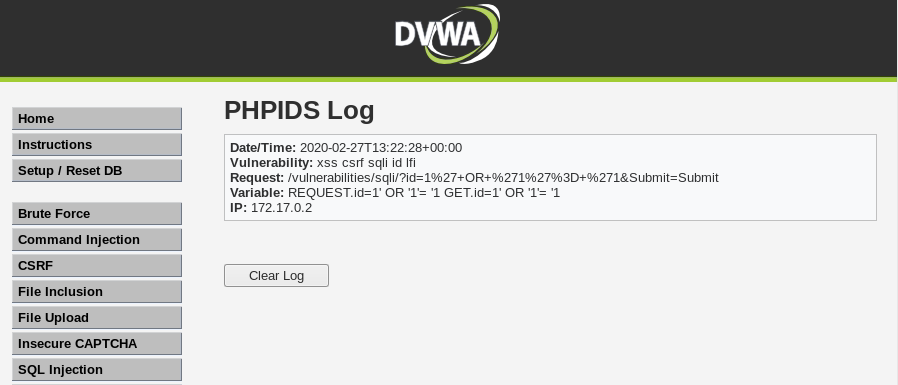 DVWA
Home
Instructions
Setup / Reset DB
Brute Force
Command Injection
CSRF
File Inclusion
File Upload
Insecure CAPTCHA
SQL Injection
PHPIDS Log
Date/Time: 2020-02-27T13:22:28+00:00
Vulnerability: xss csrf sqli id lfi
Request: /vulnerabilities/sqli/?id=1%27+OR+%271%27%3D+%271&Submit=Submit
Variable: REQUEST.id=1' OR '1'= '1 GET.id=1' OR '1'= '1
IP: 172.17.0.2
Clear Log